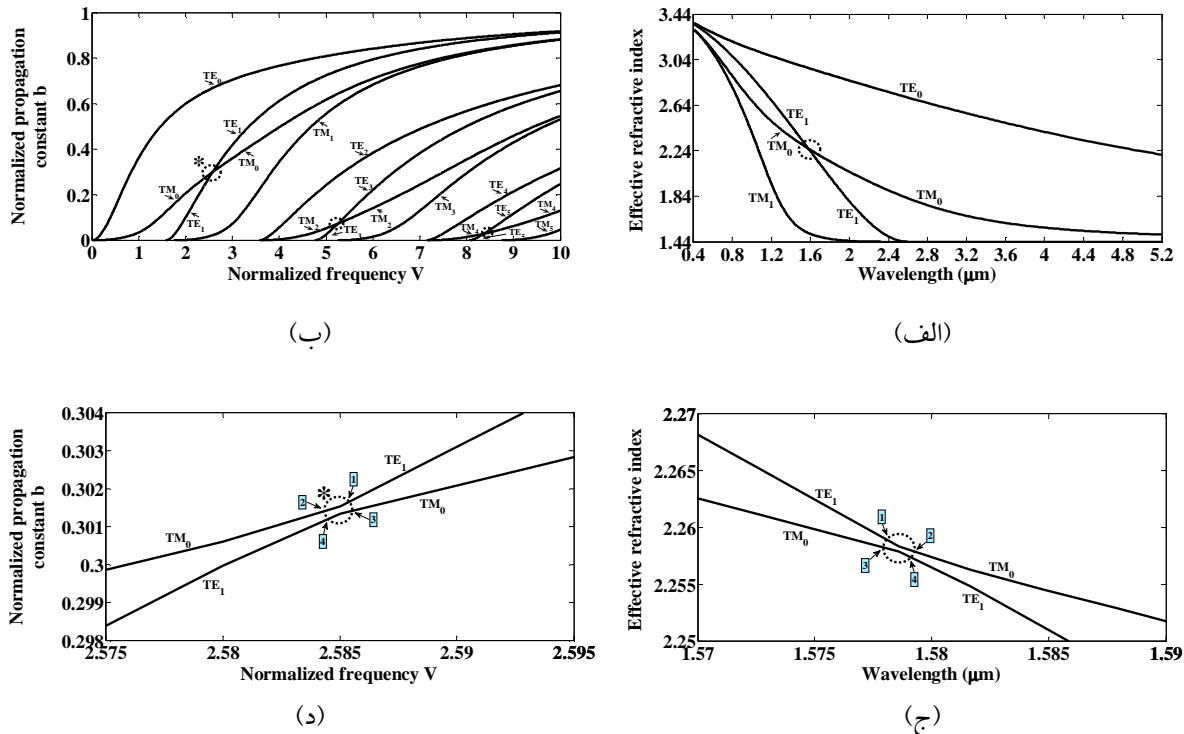 Normalized propagation
constant b
1
0.8
0.6
0.4
0.2
0
TE0
TE1
TM0
TM1
*
TM0
TE1
TE2
TE3
TM2
TE3
TM2
TM3
TE4
TE5
TM4
TM4
TE5
TM5
0 1 2 3 4 5 6 7 8 9 10
Normalized frequency V
(ب)
Effective refractive index
3.44
3.04
2.64
2.24
1.84
1.44
TE0
TE1
TM0
TM1
TE1
TM0
0.4 0.8 1.2 1.6 2 2.4 2.8 3.2 3.6 4 4.4 4.8 5.2
Wavelength (μm)
(الف)
Normalized propagation
constant b
0.304
0.303
0.302
0.301
0.3
0.299
0.298
TE1
1
*
2
TM0
3
TM0
4
TE1
2.575 2.58 2.585 2.59 2.595
Normalized frequency V
(د)
Effective refractive index
2.27
2.265
2.26
2.255
2.25
TE1
1
2
TM0
3
4
TM0
TE1
1.57 1.575 1.58 1.585 1.59
Wavelength (μm)
(ج)